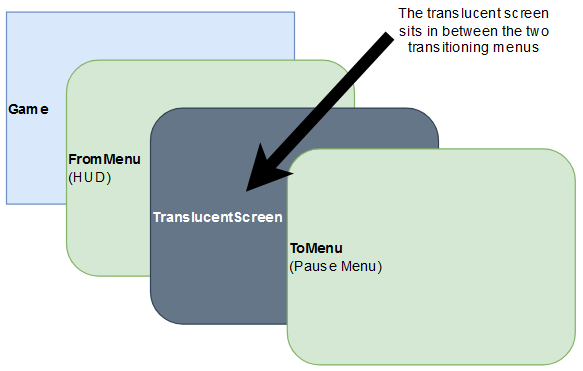 The translucent screen
sits in between the two
transitioning menus
Game
FromMenu
(HUD)
TranslucentScreen
ToMenu
(Pause Menu)